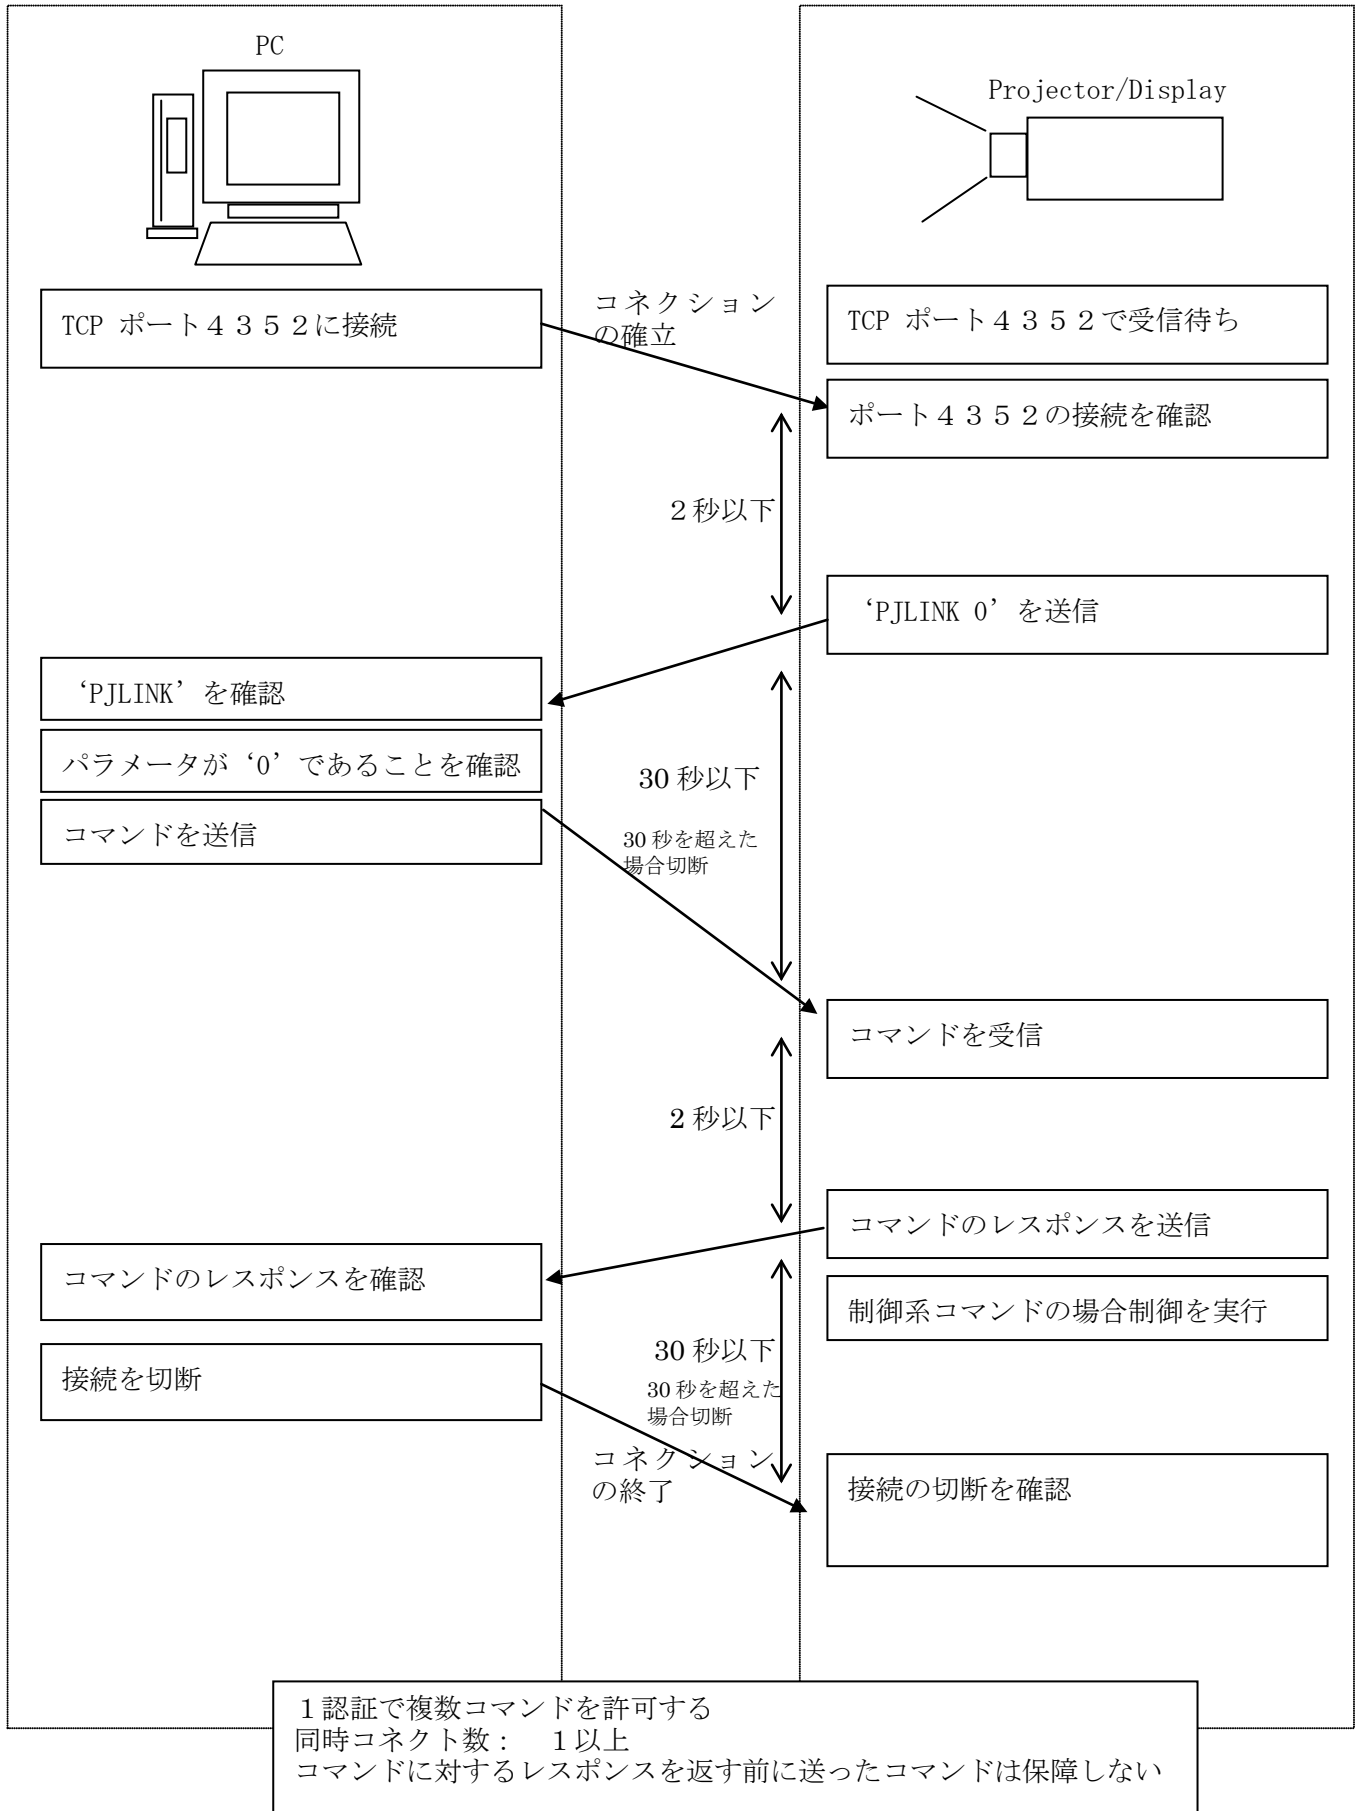 PC
Projector/Display
TCP ポート４３５２に接続
コネクション
の確立
TCP ポート４３５２で受信待ち
ポート４３５２の接続を確認
２秒以下
‘PJLINK 0’を送信
‘PJLINK’を確認
パラメータが‘0’であることを確認
30 秒以下
コマンドを送信
30 秒を超えた
場合切断
コマンドを受信
2 秒以下
コマンドのレスポンスを送信
コマンドのレスポンスを確認
制御系コマンドの場合制御を実行
30 秒以下
接続を切断
30 秒を超えた
場合切断
コネクション
の終了
接続の切断を確認
１認証で複数コマンドを許可する
同時コネクト数：　１以上
コマンドに対するレスポンスを返す前に送ったコマンドは保障しない